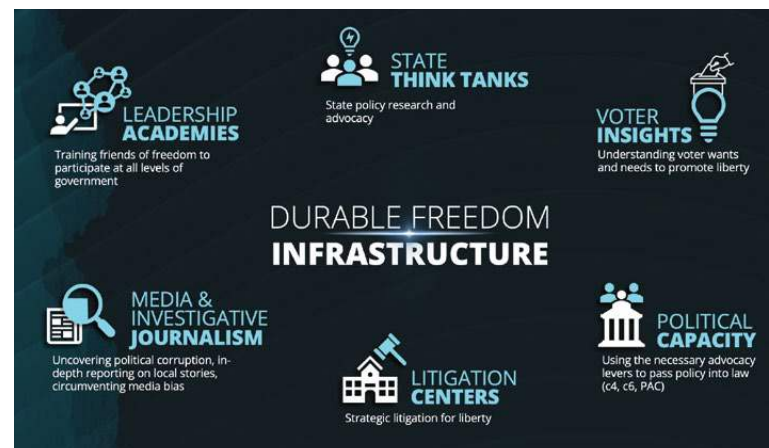 STATE
THINK TANKS
State policy research and
advocacy
LEADERSHIP
ACADEMIES
Training friends of freedom to
participate at all levels of
government
VOTER
INSIGHTS
Understanding voter wants
and needs to promote liberty
DURABLE FREEDOM
INFRASTRUCTURE
MEDIA &
INVESTIGATIVE
JOURNALISM
Uncovering political corruption, in-
depth reporting on local stories,
circumventing media bias
LITIGATION
CENTERS
Strategic litigation for liberty
POLITICAL
CAPACITY
Using the necessary advocacy
levers to pass policy into law
(c4, c6, PAC)